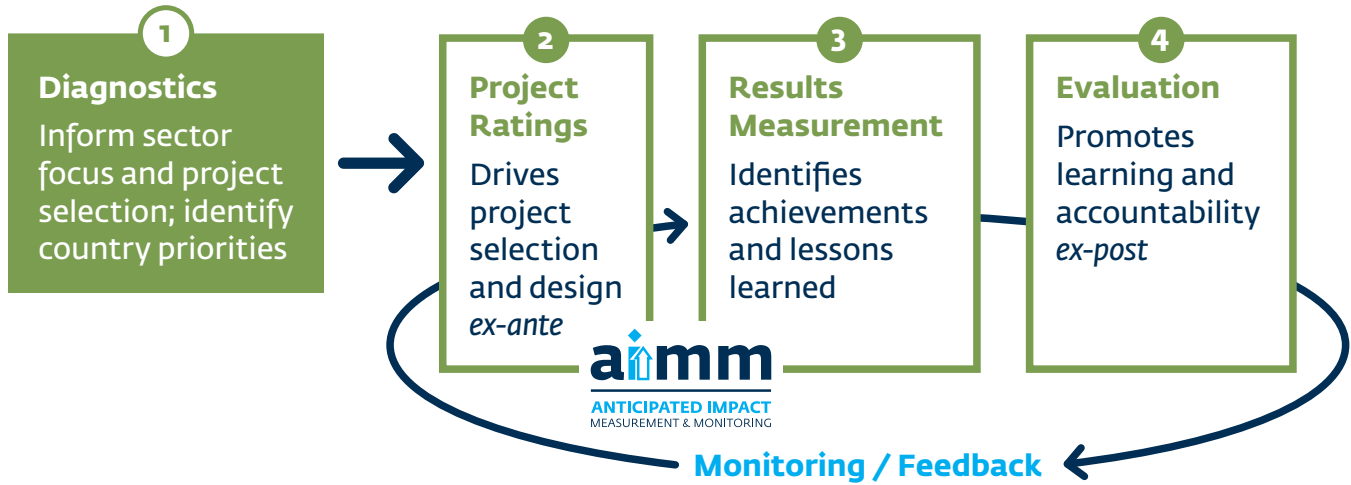 1
Diagnostics
Inform sector
focus and project
selection; identify
country priorities
2
Project
Ratings
Drives
project
selection
and design
ex-ante
3
Results
Measurement
Identifies
achievements
and lessons
learned
4
Evaluation
Promotes
learning and
accountability
ex-post
aimm
ANTICIPATED IMPACT
MEASUREMENT & MONITORING
Monitoring / Feedback